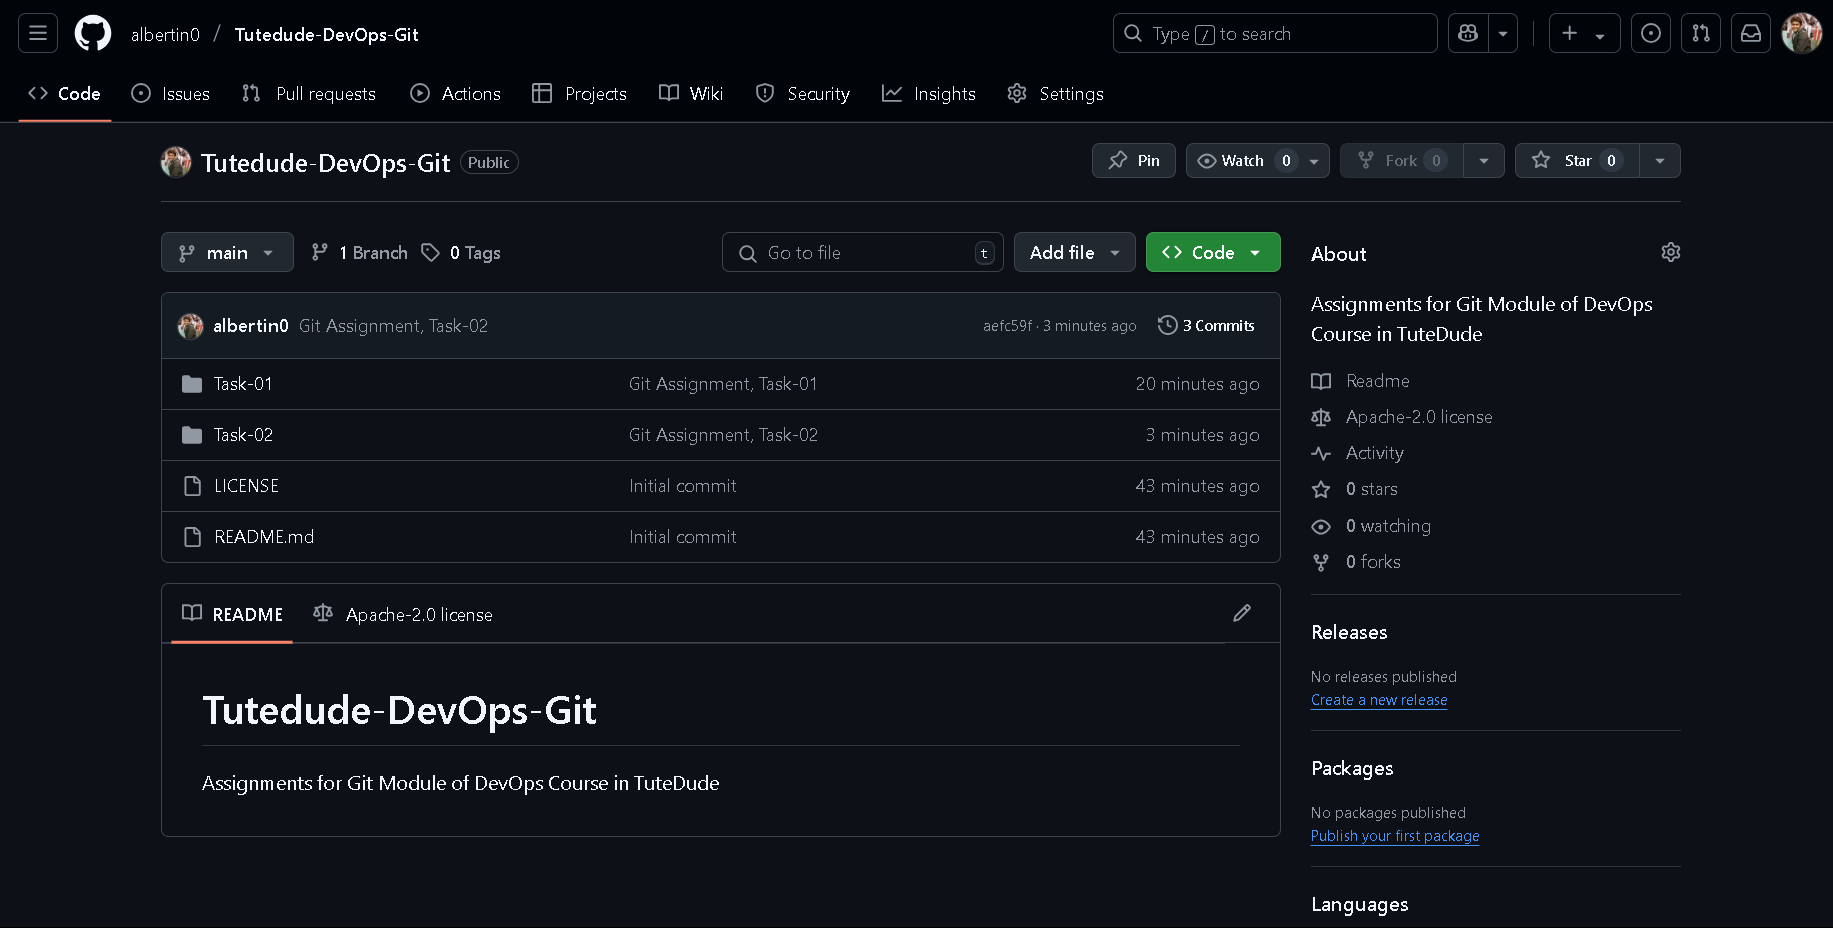 albertin0 / Tutedude-DevOps-Git
Type / to search
Code Issues Pull requests Actions Projects Wiki Security Insights Settings
Tutedude-DevOps-Git Public
Pin Watch 0 Fork 0 Star 0
main 1 Branch 0 Tags
Go to file t Add file Code
albertin0 Git Assignment, Task-02 aefc59f · 3 minutes ago 3 Commits
Task-01 Git Assignment, Task-01 20 minutes ago
Task-02 Git Assignment, Task-02 3 minutes ago
LICENSE Initial commit 43 minutes ago
README.md Initial commit 43 minutes ago
README Apache-2.0 license
Tutedude-DevOps-Git
Assignments for Git Module of DevOps Course in TuteDude
About
Assignments for Git Module of DevOps
Course in TuteDude
Readme
Apache-2.0 license
Activity
0 stars
0 watching
0 forks
Releases
No releases published
Create a new release
Packages
No packages published
Publish your first package
Languages